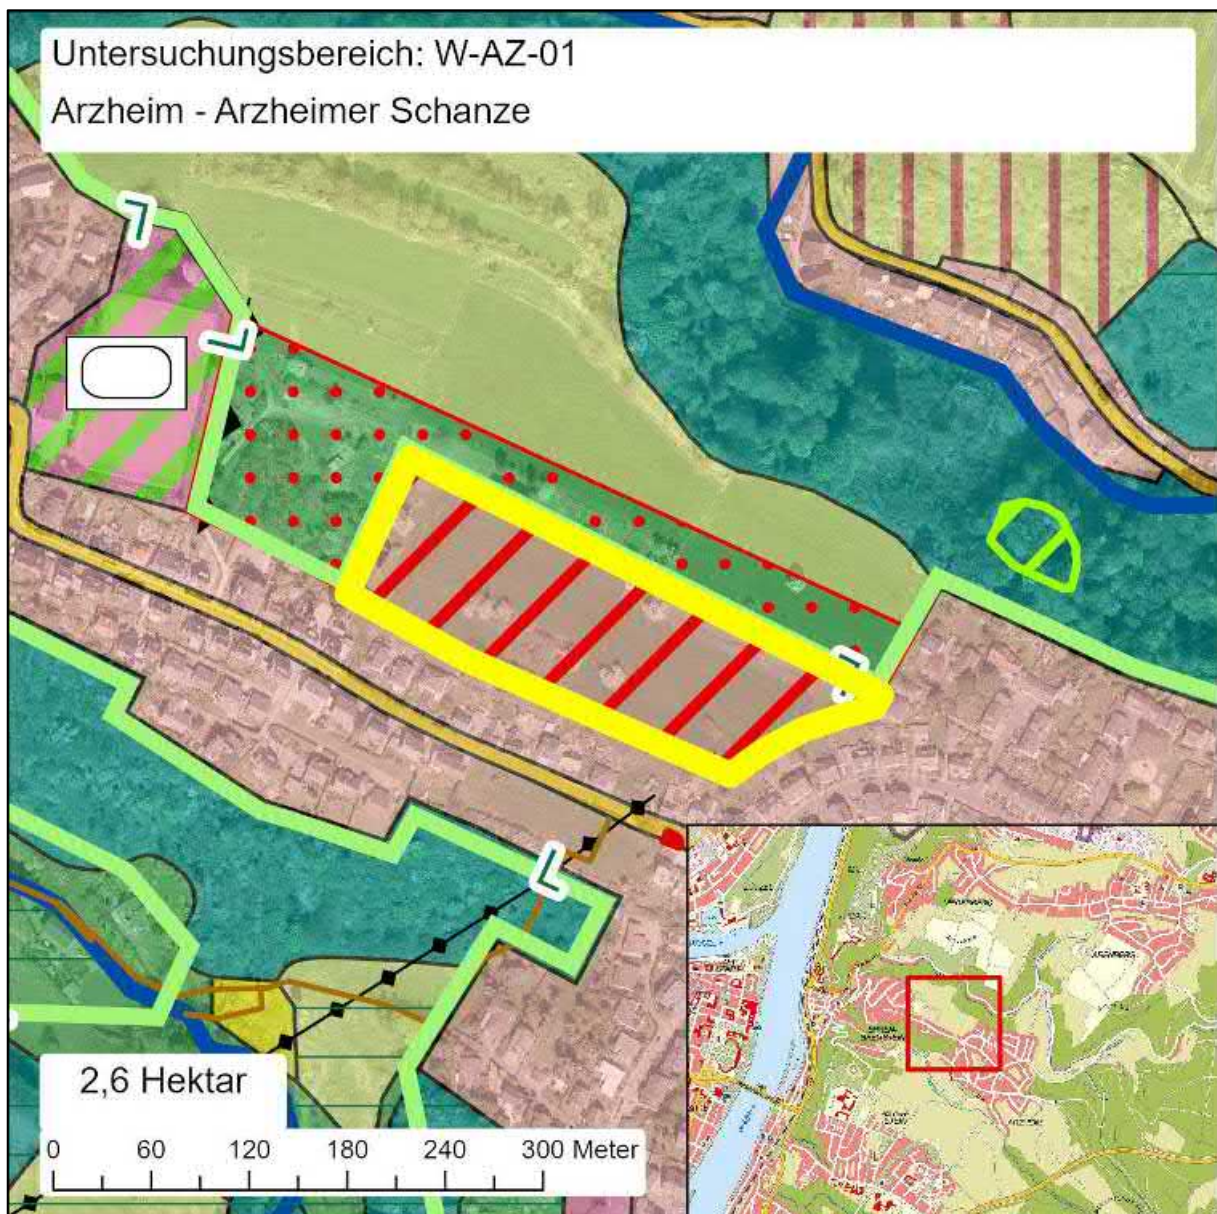 Untersuchungsbereich: W-AZ-01
Arzheim - Arzheimer Schanze
2,6 Hektar
0 60 120 180 240 300 Meter